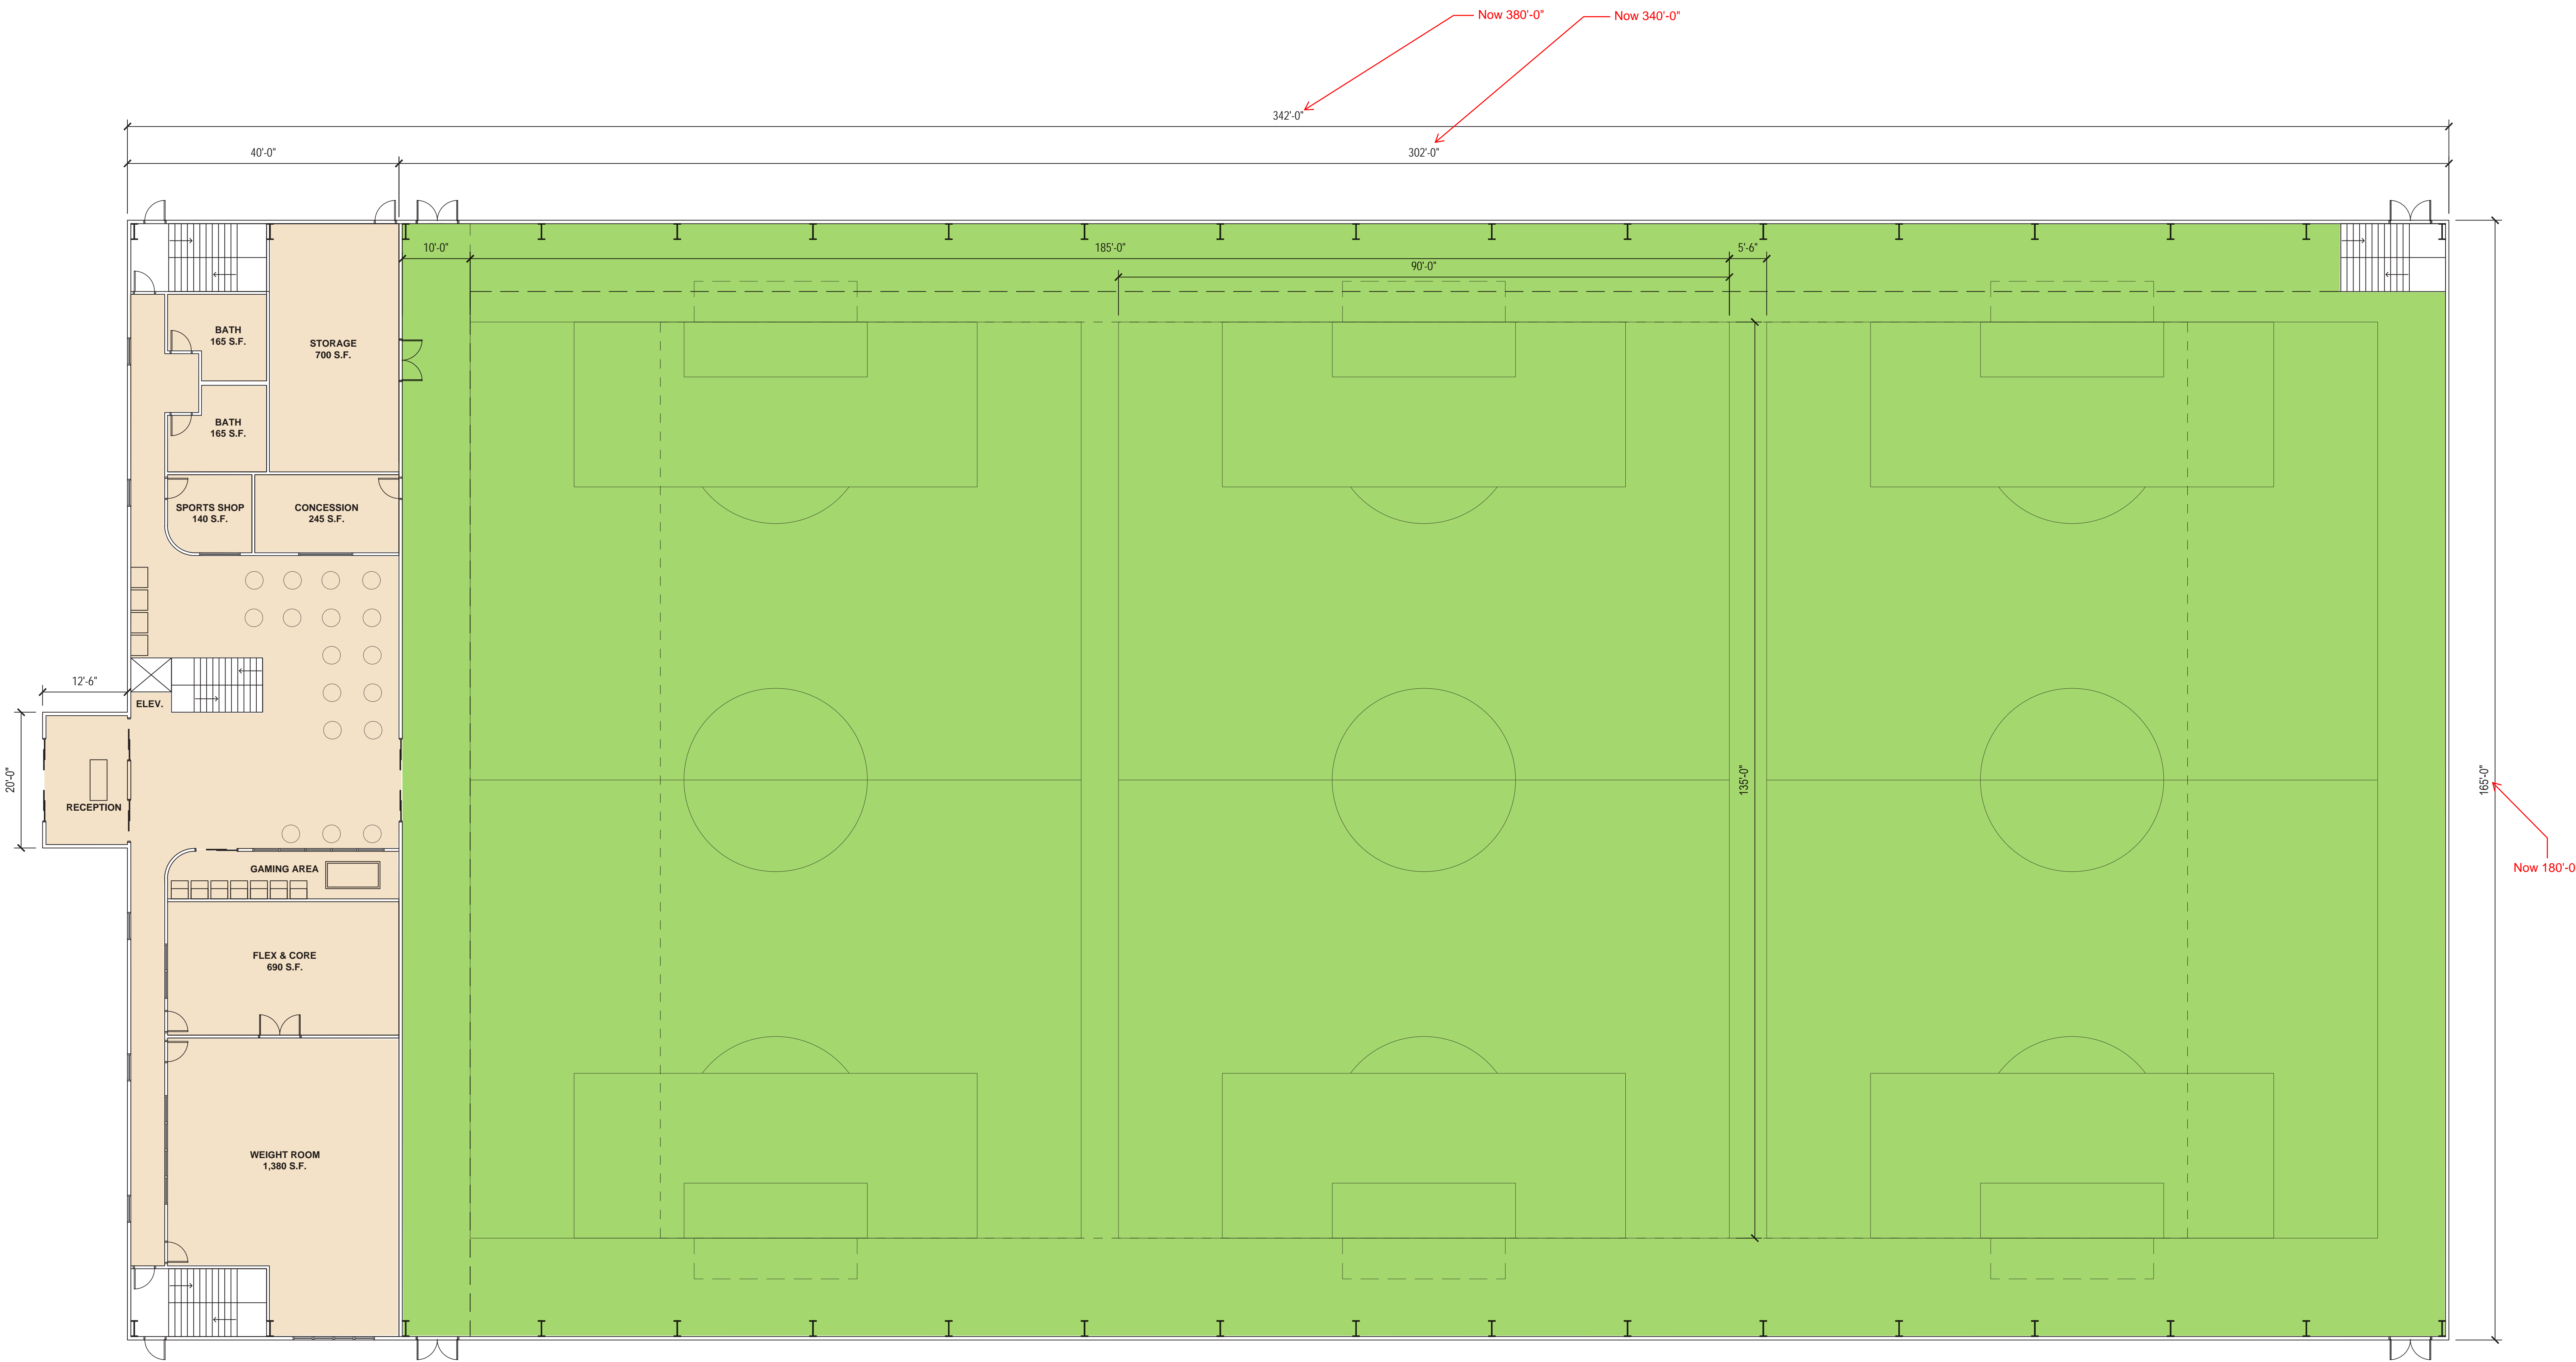 Now 380'-0"
Now 340'-0"
342'-0"
40'-0"
302'-0"
10'-0"
185'-0"
5'-6"
90'-0"
BATH
165 S.F.
STORAGE
700 S.F.
BATH
165 S.F.
SPORTS SHOP
140 S.F.
CONCESSION
245 S.F.
12'-6"
ELEV.
20'-0"
RECEPTION
135'-0"
165'-0"
Now 180'-0
GAMING AREA
FLEX & CORE
690 S.F.
WEIGHT ROOM
1,380 S.F.